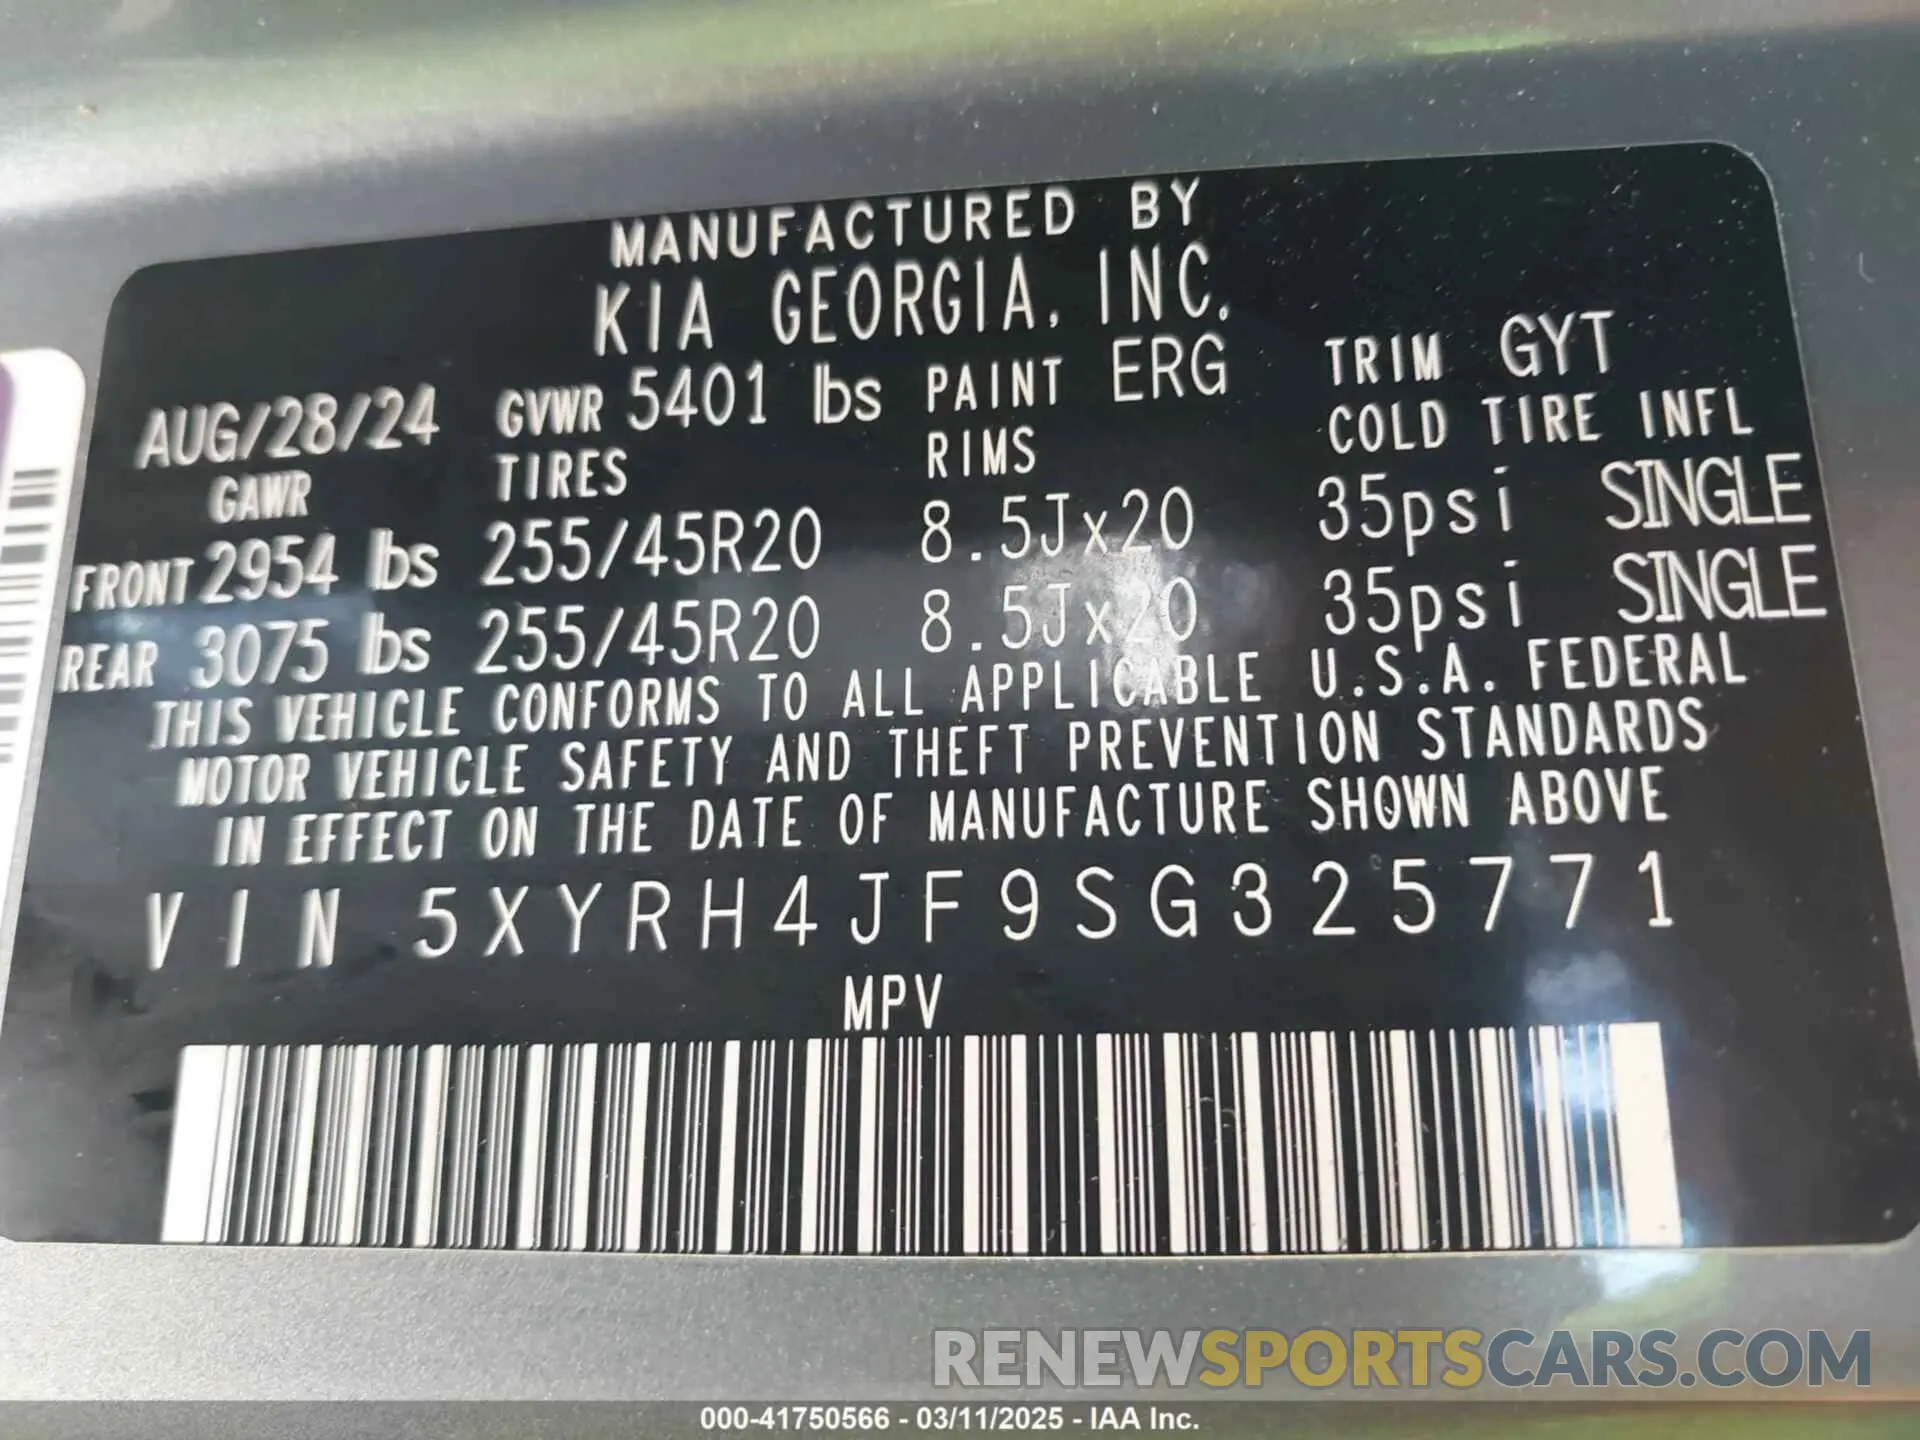 MANUFACTURED BY
KIA GEORGIA, INC.
AUG/28/24 GVWR 5401 lbs PAINT ERG TRIM GYT
GAWR TIRES RIMS COLD TIRE INFL
FRONT 2954 lbs 255/45R20 8.5Jx20 35psi SINGLE
REAR 3075 lbs 255/45R20 8.5Jx20 35psi SINGLE
THIS VEHICLE CONFORMS TO ALL APPLICABLE U.S.A. FEDERAL
MOTOR VEHICLE SAFETY AND THEFT PREVENTION STANDARDS
IN EFFECT ON THE DATE OF MANUFACTURE SHOWN ABOVE
VIN 5XYRH4JF9SG325771
MPV
RENEWSPORTSCARS.COM
000-41750566 - 03/11/2025 - IAA Inc.